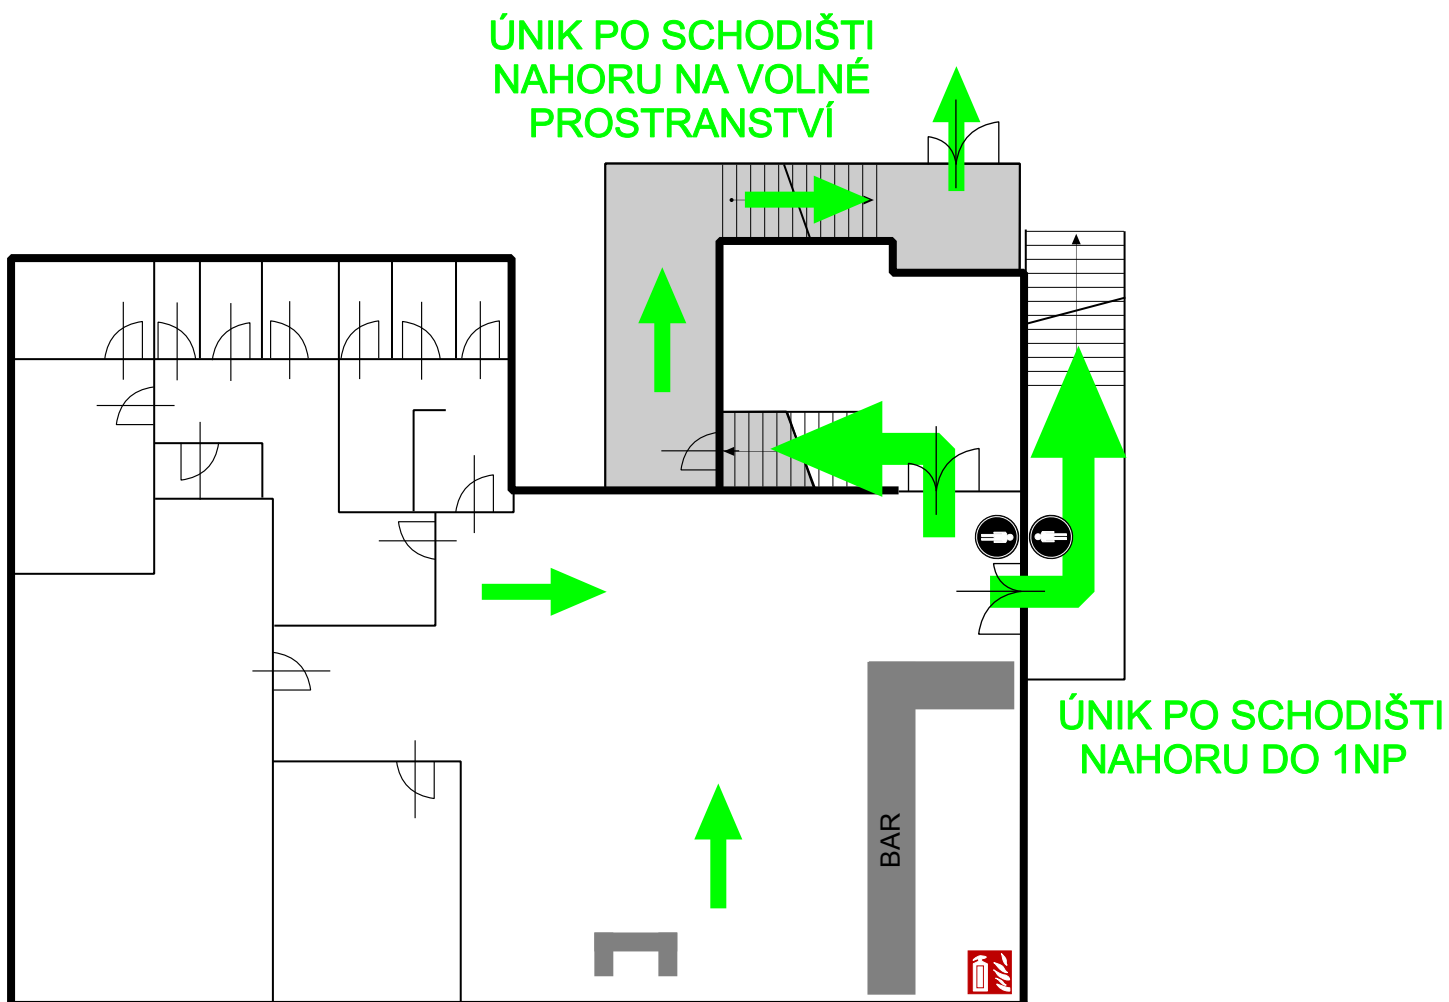 ÚNIK PO SCHODIŠTI
NAHORU NA VOLNÉ
PROSTRANSTVÍ
ÚNIK PO SCHODIŠTI
NAHORU DO 1NP
BAR